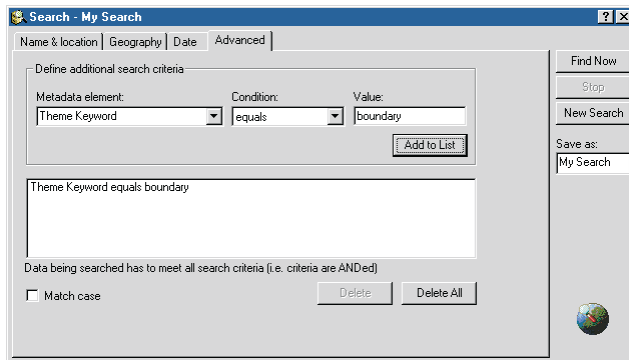 Search - My Search
Name & location Geography Date Advanced
Define additional search criteria
Metadata element: Condition: Value:
Theme Keyword equals boundary
Add to List
Theme Keyword equals boundary
Data being searched has to meet all search criteria (i.e. criteria are ANDed)
Match case Delete Delete All
Find Now
Stop
New Search
Save as:
My Search